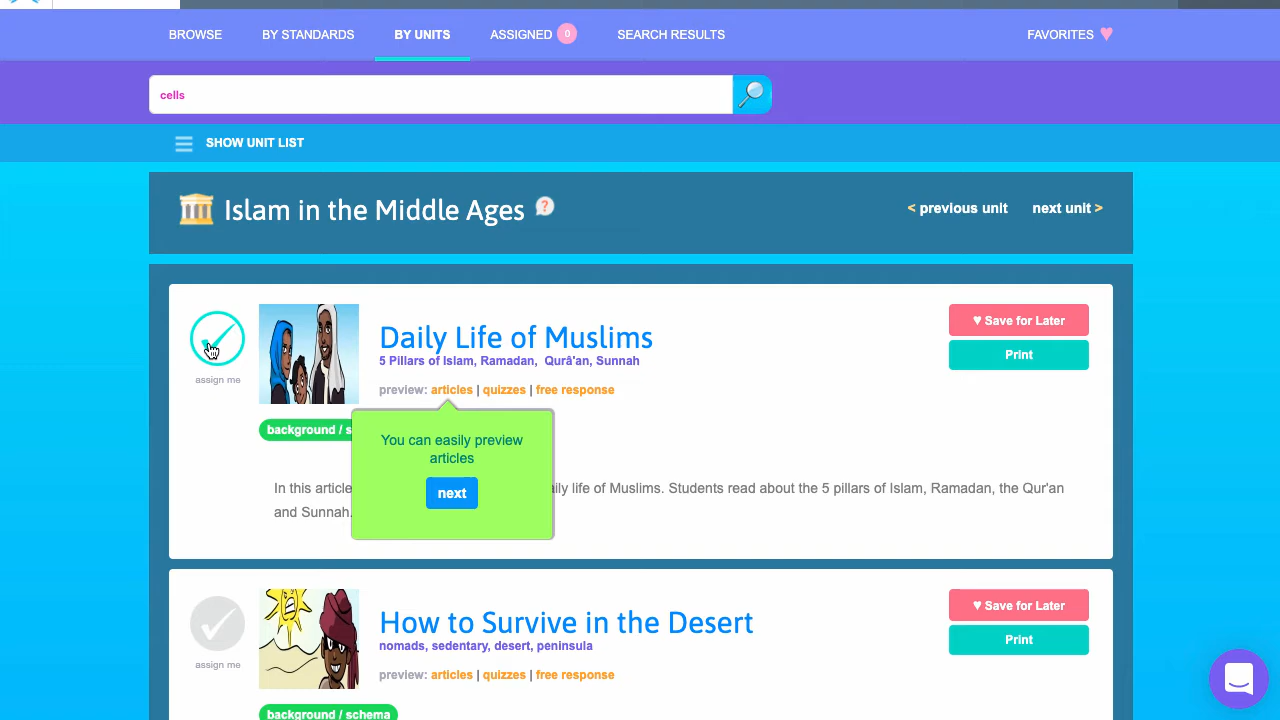 BROWSE BY STANDARDS BY UNITS ASSIGNED 0 SEARCH RESULTS FAVORITES
cells
SHOW UNIT LIST
Islam in the Middle Ages ? < previous unit next unit >
Daily Life of Muslims
5 Pillars of Islam, Ramadan, Qurâ'an, Sunnah
preview: articles | quizzes | free response
Save for Later
Print
assign me
background / s
You can easily preview
articles
next
In this article aily life of Muslims. Students read about the 5 pillars of Islam, Ramadan, the Qur'an
and Sunnah.
How to Survive in the Desert
nomads, sedentary, desert, peninsula
preview: articles | quizzes | free response
Save for Later
Print
assign me
background / schema